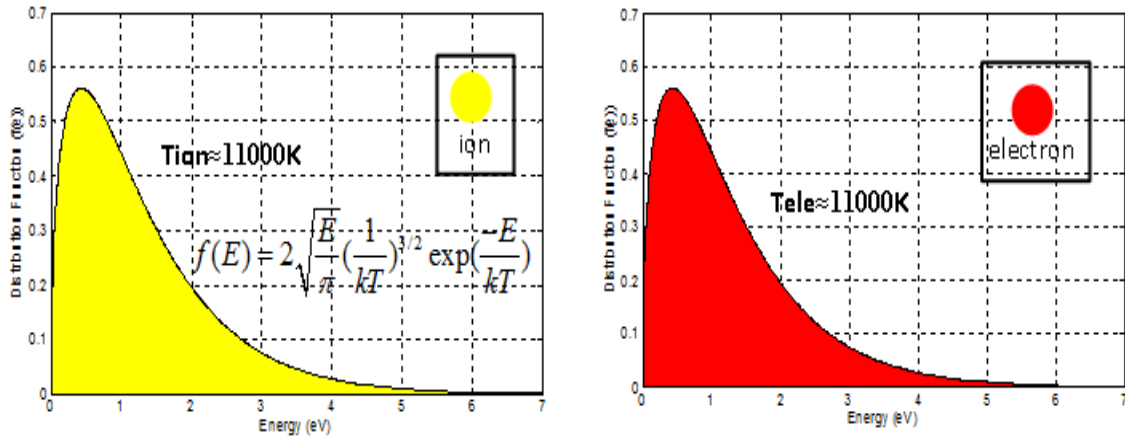 0.7
0.6
0.5
0.4
0.3
0.2
0.1
0
Distribution Function (f(e))
ion
Tion≈11000K
f(E) = 2√(E/π)(1/kT)^{3/2} exp(-E/kT)
0 1 2 3 4 5 6 7
Energy (eV)
0.7
0.6
0.5
0.4
0.3
0.2
0.1
0
Distribution Function (f(e))
electron
Tele≈11000K
0 1 2 3 4 5 6 7
Energy (eV)